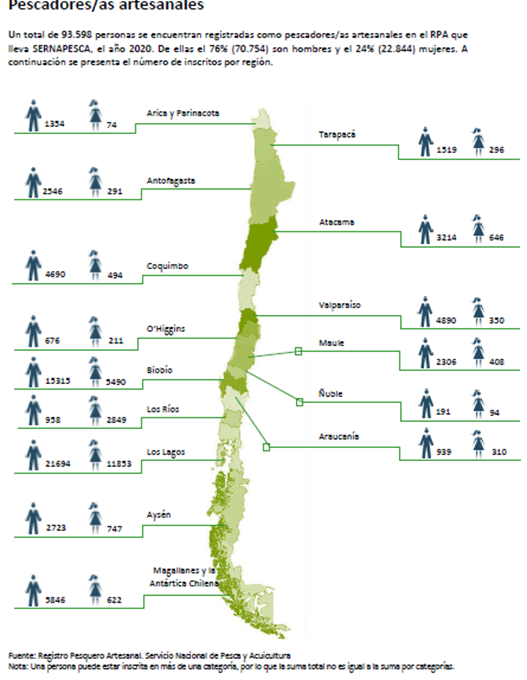 Pescadores/as artesanales
Un total de 93.598 personas se encuentran registradas como pescadores/as artesanales en el RPA que
lleva SERNAPESCA, el año 2020. De ellas el 76% (70.754) son hombres y el 24% (22.844) mujeres. A
continuación se presenta el número de inscritos por región.
Arica y Parinacota
1354 74
Tarapacá
1519 296
Antofagasta
2546 291
Atacama
3214 646
Coquimbo
4690 494
Valparaíso
4890 350
O'Higgins
676 211
Maule
2306 408
Biobío
15315 5490
Ñuble
191 94
Los Ríos
958 2849
Araucanía
939 310
Los Lagos
21694 11853
Aysén
2723 747
Magallanes y la
Antártica Chilena
5846 622
Fuente: Registro Pesquero Artesanal. Servicio Nacional de Pesca y Acuicultura
Nota: Una persona puede estar inscrita en más de una categoría, por lo que la suma total no es igual a la suma por categorías.